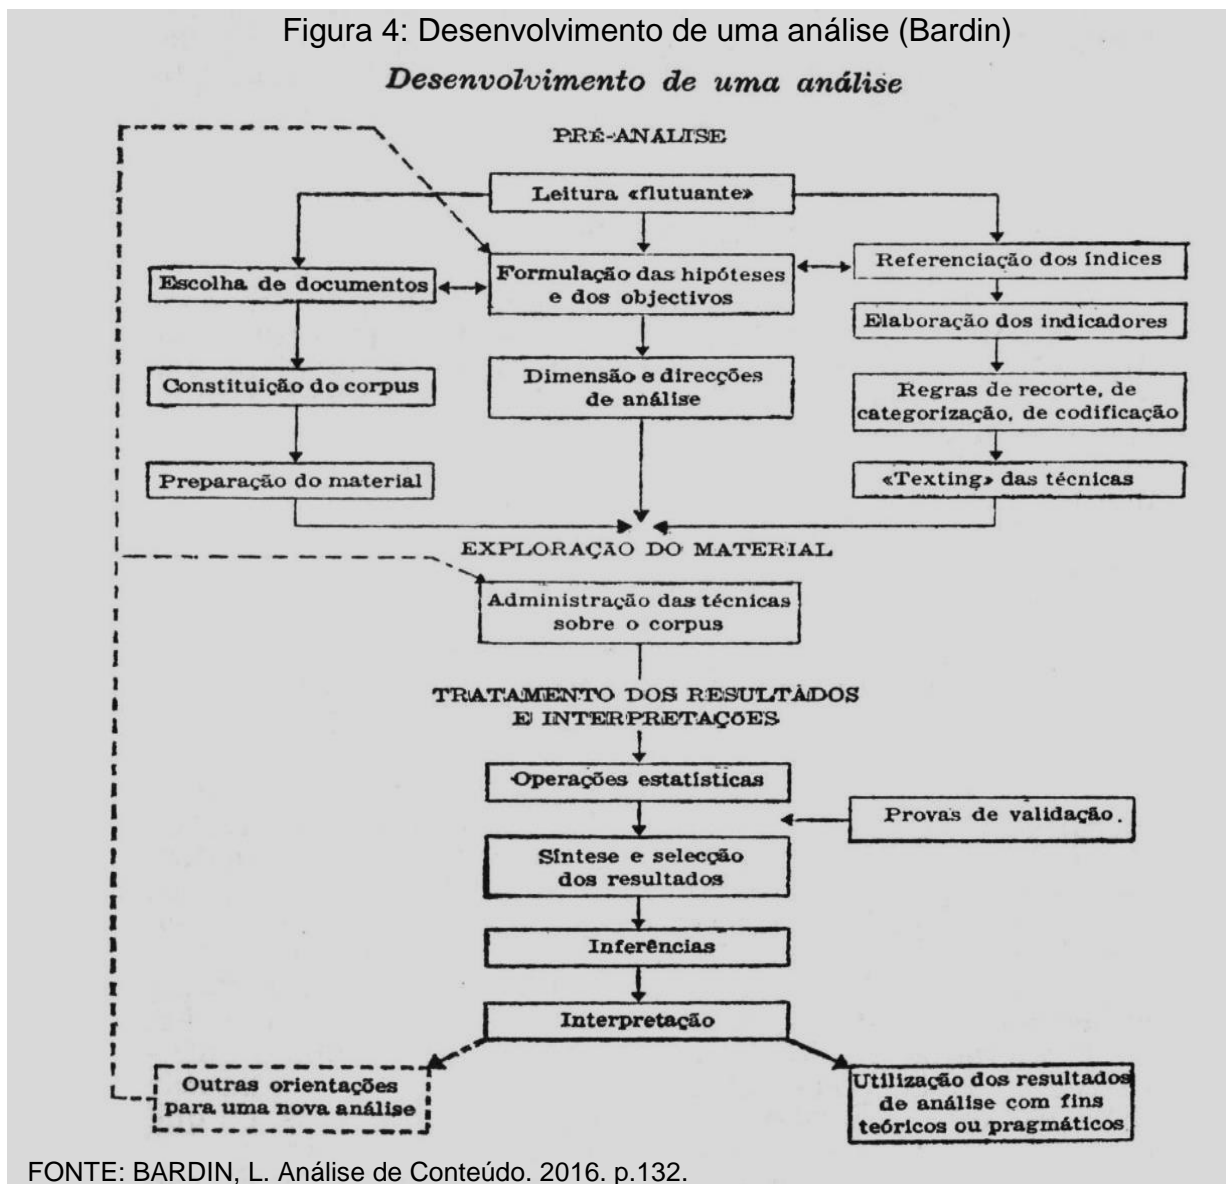 Figura 4: Desenvolvimento de uma análise (Bardin)
Desenvolvimento de uma análise
PRÉ-ANÁLISE
Leitura «flutuante»
Escolha de documentos
Formulação das hipóteses
e dos objectivos
Referenciação dos índices
Elaboração dos indicadores
Constituição do corpus
Dimensão e direcções
de análise
Regras de recorte, de
categorização, de codificação
Preparação do material
«Texting» das técnicas
EXPLORAÇÃO DO MATERIAL
Administração das técnicas
sobre o corpus
TRATAMENTO DOS RESULTÀDOS
E INTERPRETAÇÕES
Operações estatísticas
Provas de validação.
Síntese e selecção
dos resultados
Inferências
Interpretação
Outras orientações
para uma nova análise
Utilização dos resultados
de análise com fins
teóricos ou pragmáticos
FONTE: BARDIN, L. Análise de Conteúdo. 2016. p.132.